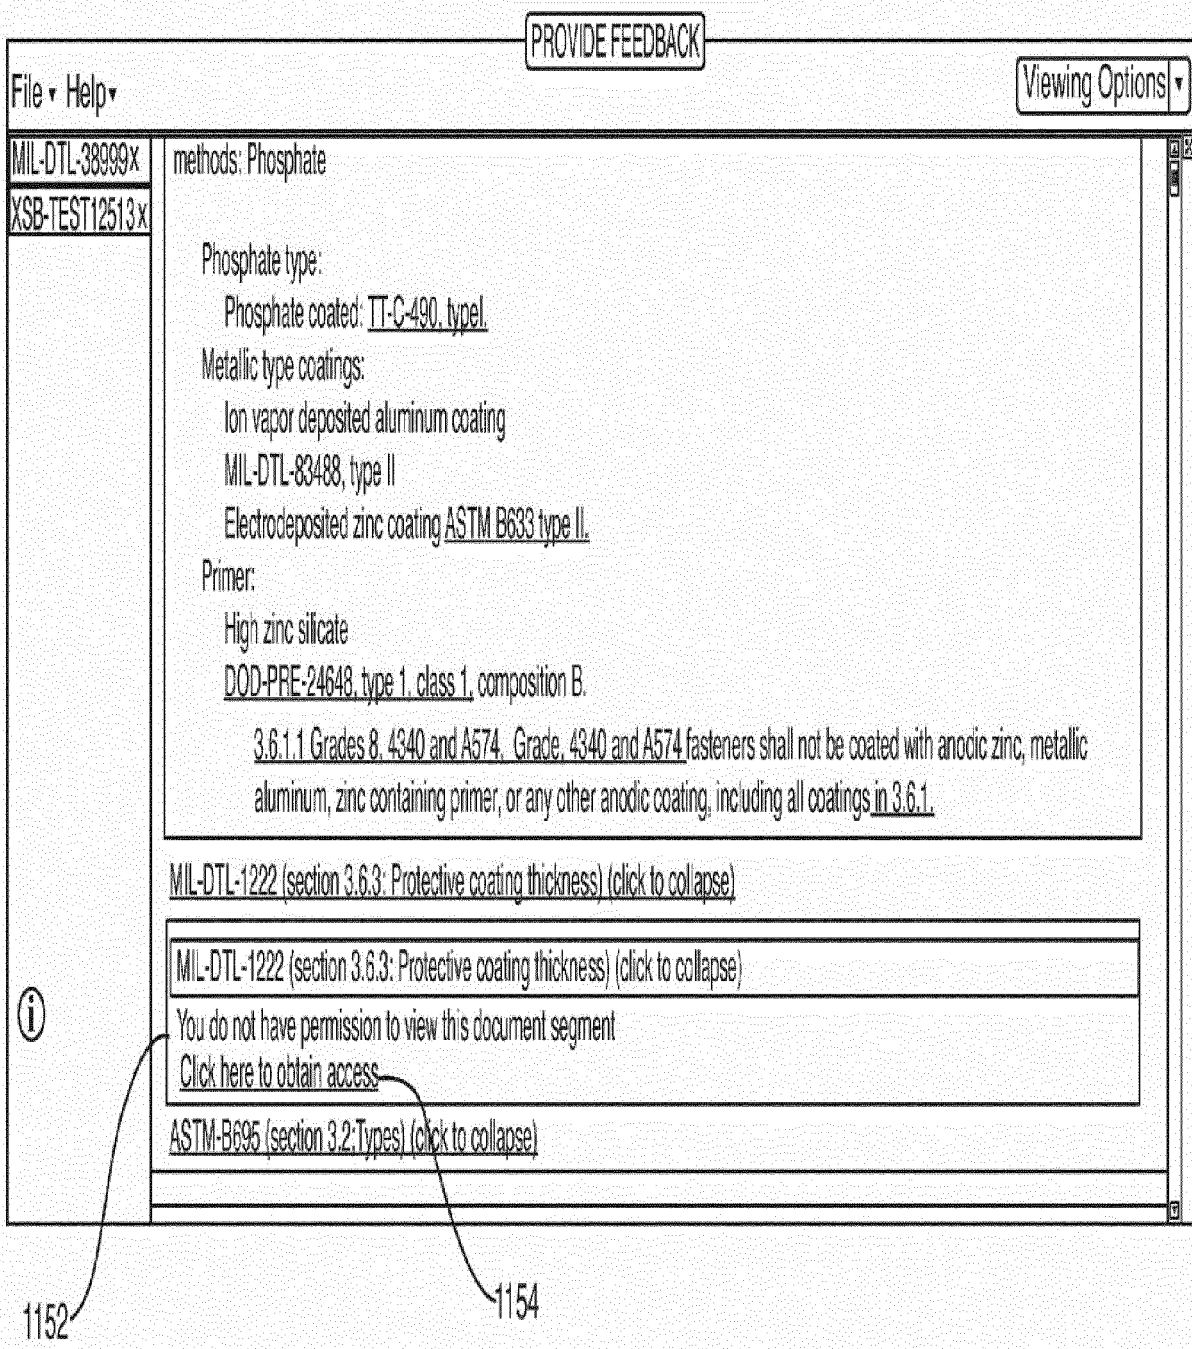 PROVIDE FEEDBACK
File ▾ Help ▾
Viewing Options ▾
MIL-DTL-38999x
XSB-TEST12513x
methods: Phosphate
Phosphate type:
Phosphate coated: TT-C-490, typeI.
Metallic type coatings:
Ion vapor deposited aluminum coating
MIL-DTL-83488, type II
Electrodeposited zinc coating ASTM B633 type II.
Primer:
High zinc silicate
DOD-PRE-24648, type 1, class 1, composition B.
3.6.1.1 Grades 8, 4340 and A574. Grade, 4340 and A574 fasteners shall not be coated with anodic zinc, metallic
aluminum, zinc containing primer, or any other anodic coating, including all coatings in 3.6.1.
MIL-DTL-1222 (section 3.6.3: Protective coating thickness) (click to collapse)
MIL-DTL-1222 (section 3.6.3: Protective coating thickness) (click to collapse)
You do not have permission to view this document segment
Click here to obtain access
ASTM-B695 (section 3.2;Types) (click to collapse)
i
1152
1154